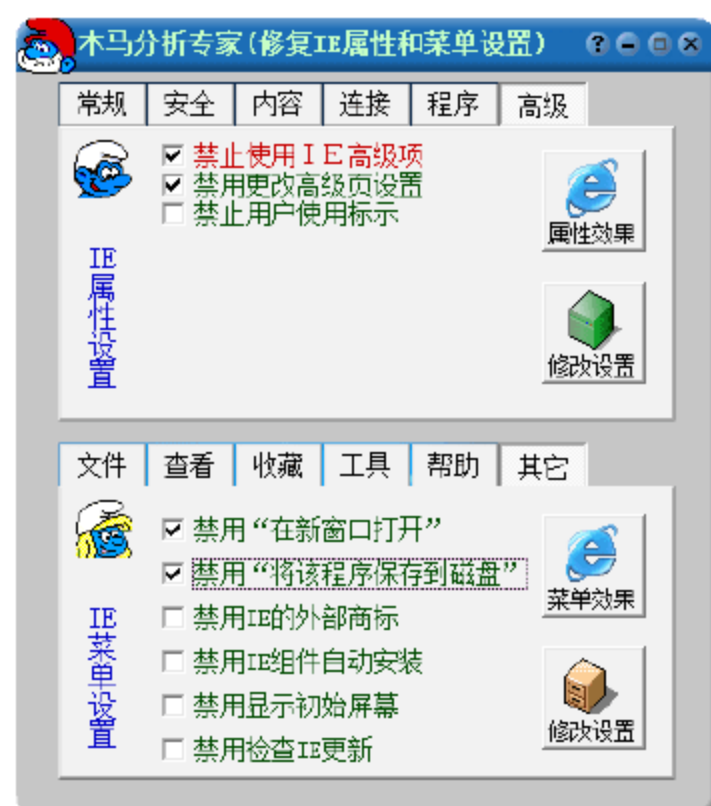 木马分析专家(修复IE属性和菜单设置)
常规 安全 内容 连接 程序 高级
禁止使用ＩＥ高级项
禁用更改高级页设置
禁止用户使用标示
IE属性设置
属性效果
修改设置
文件 查看 收藏 工具 帮助 其它
禁用“在新窗口打开”
禁用“将该程序保存到磁盘”
禁用IE的外部商标
禁用IE组件自动安装
禁用显示初始屏幕
禁用检查IE更新
IE菜单设置
菜单效果
修改设置